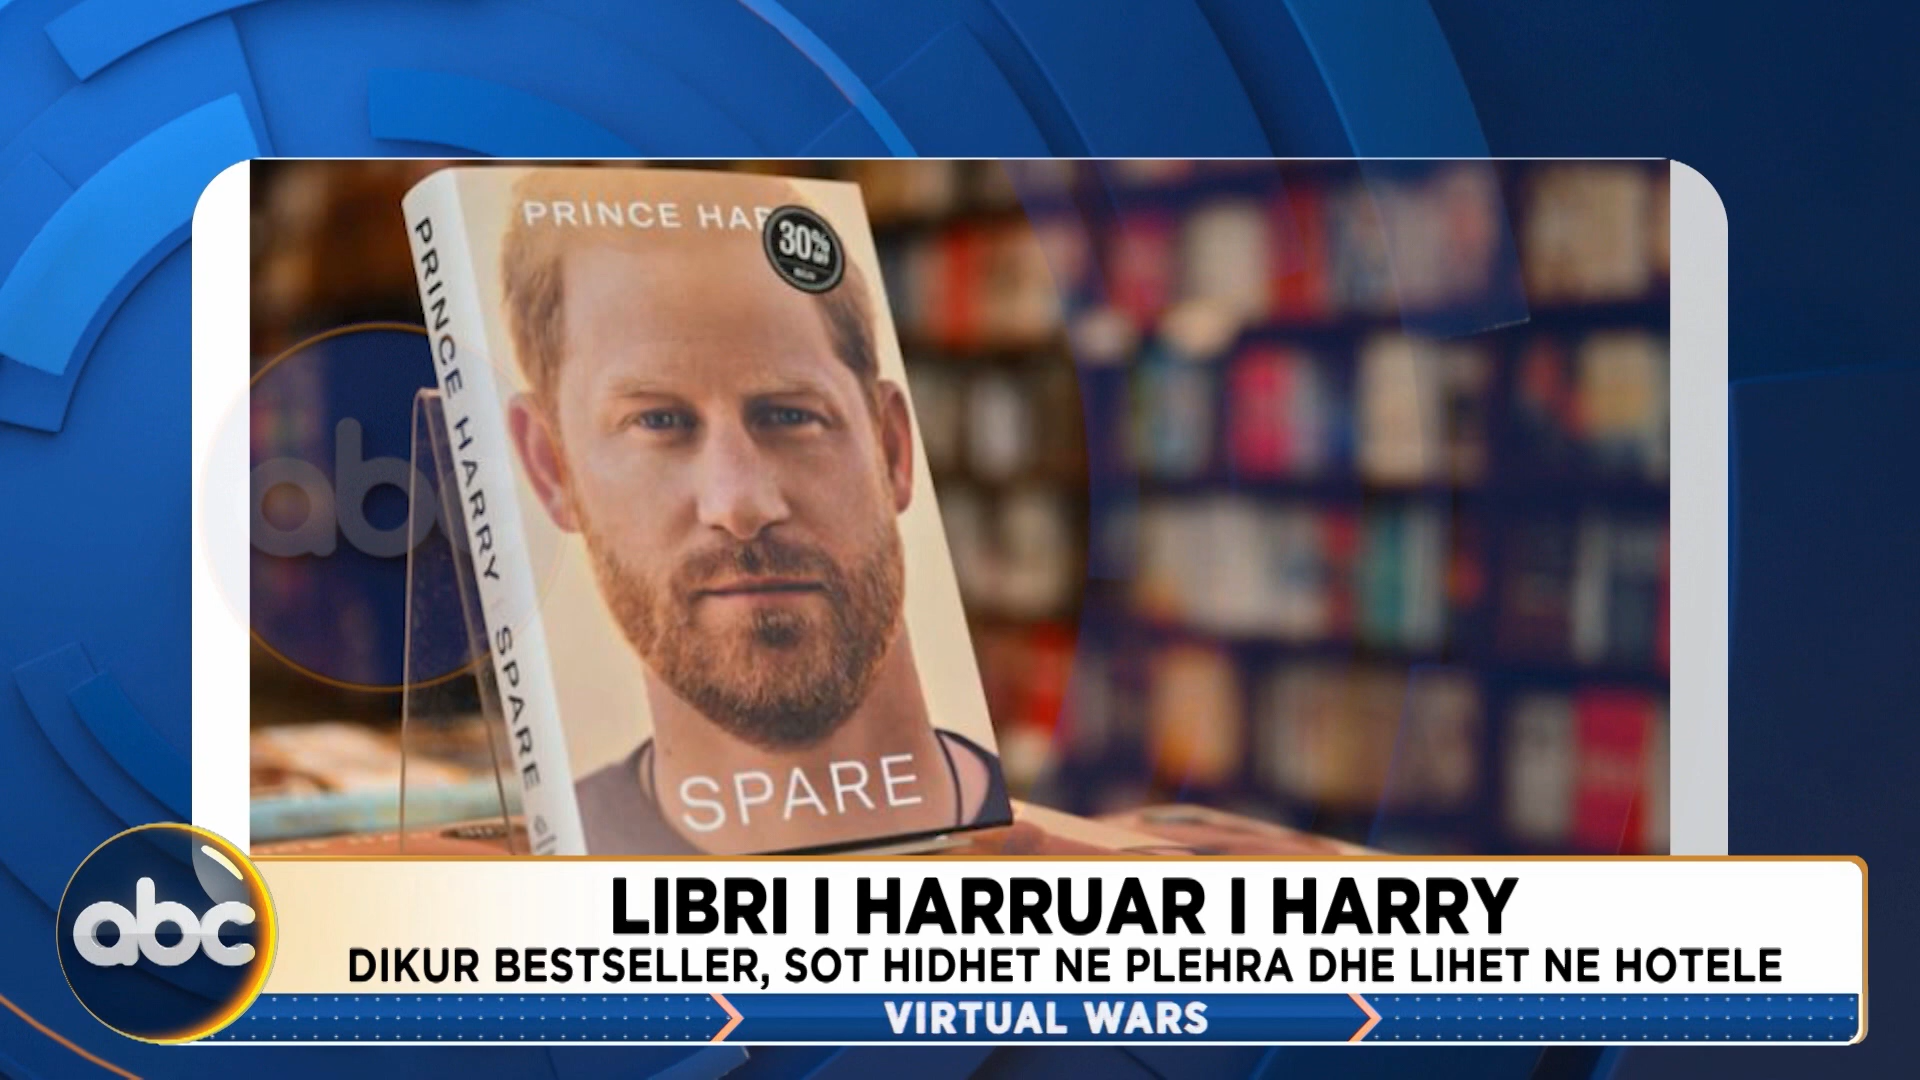 PRINCE HAR
30%
PRINCE HARRY SPARE
SPARE
abc
LIBRI I HARRUAR I HARRY
DIKUR BESTSELLER, SOT HIDHET NE PLEHRA DHE LIHET NE HOTELE
abc
VIRTUAL WARS